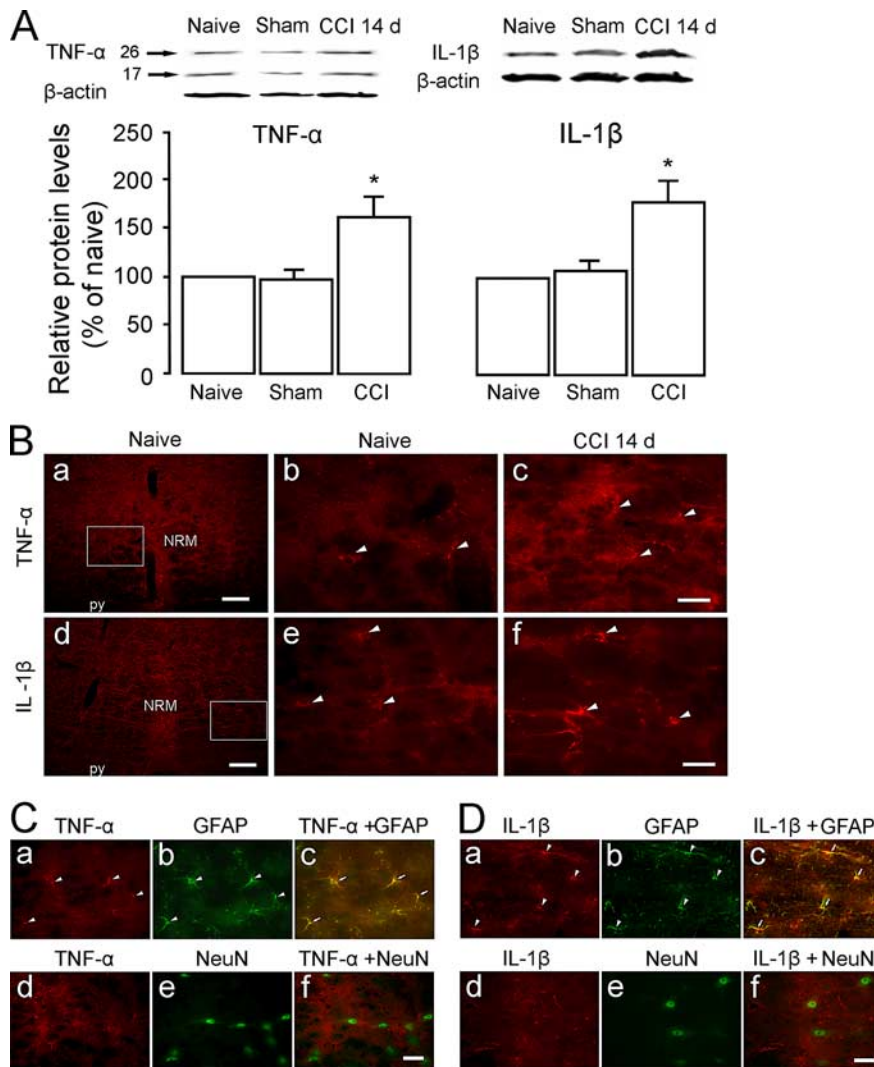 A
Naive Sham CCI 14 d
TNF-α 26
17
β-actin
Naive Sham CCI 14 d
IL-1β
β-actin
Relative protein levels
(% of naive)
250
200
150
100
50
0
TNF-α
*
Naive Sham CCI
IL-1β
*
Naive Sham CCI
B
Naive Naive CCI 14 d
TNF-α
a NRM py
b
c
IL -1β
d NRM py
e
f
C
TNF-α GFAP TNF-α +GFAP
a b c
TNF-α NeuN TNF-α +NeuN
d e f
D
IL-1β GFAP IL-1β + GFAP
a b c
IL-1β NeuN IL-1β + NeuN
d e f